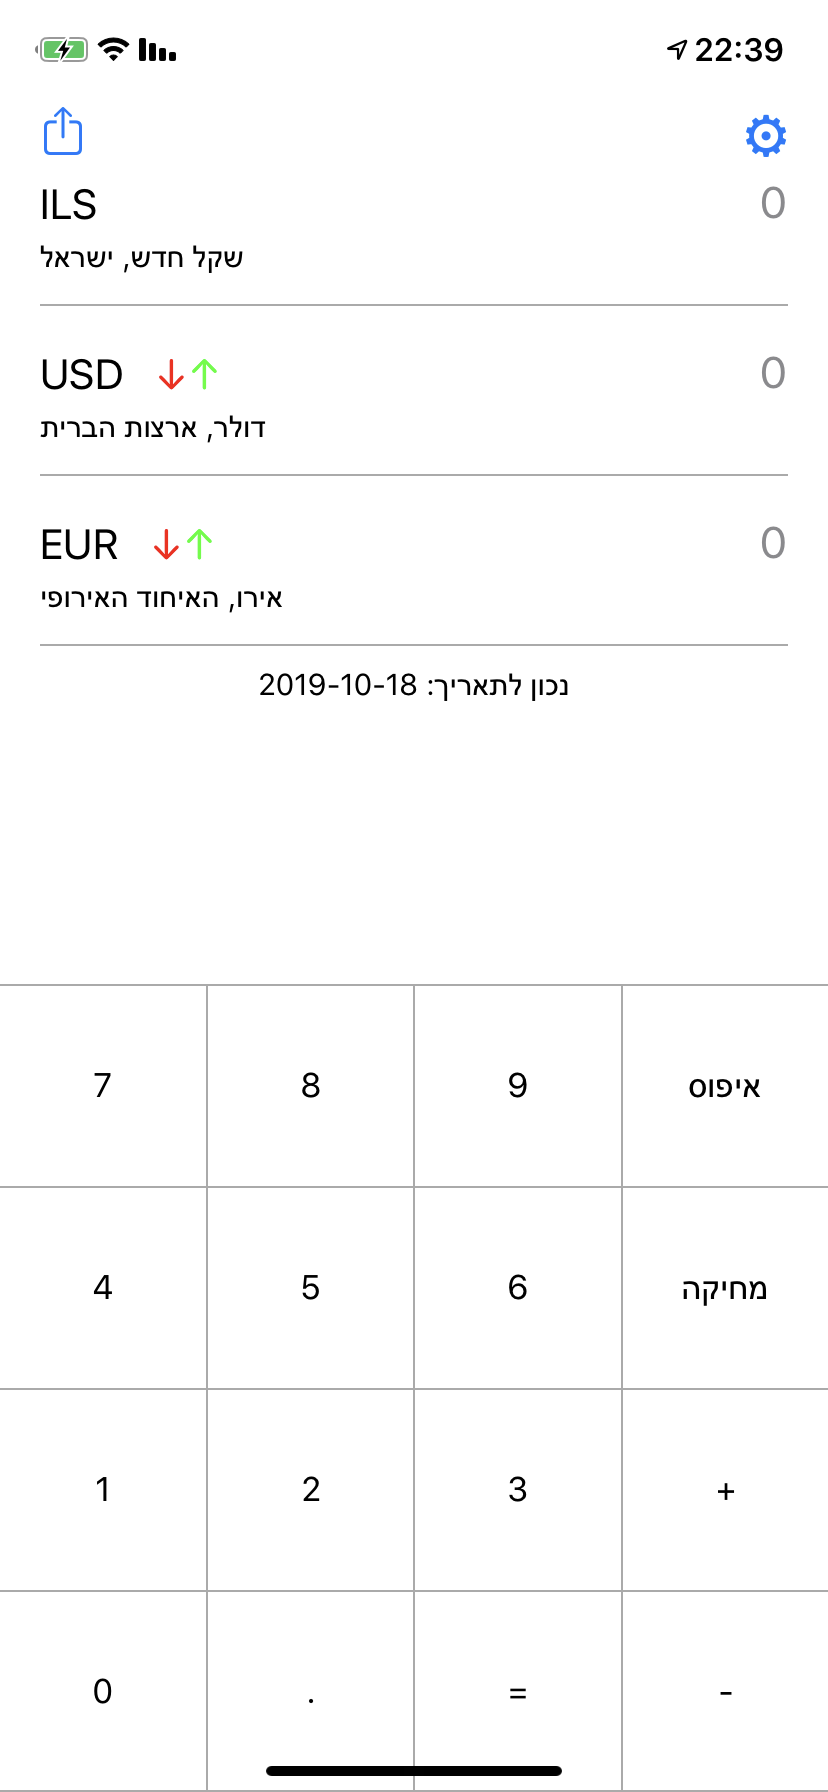 22:39
ILS 0
שקל חדש, ישראל
USD ↓↑ 0
דולר, ארצות הברית
EUR ↓↑ 0
אירו, האיחוד האירופי
נכון לתאריך: 2019-10-18
7 8 9 איפוס
4 5 6 מחיקה
1 2 3 +
0 . = -